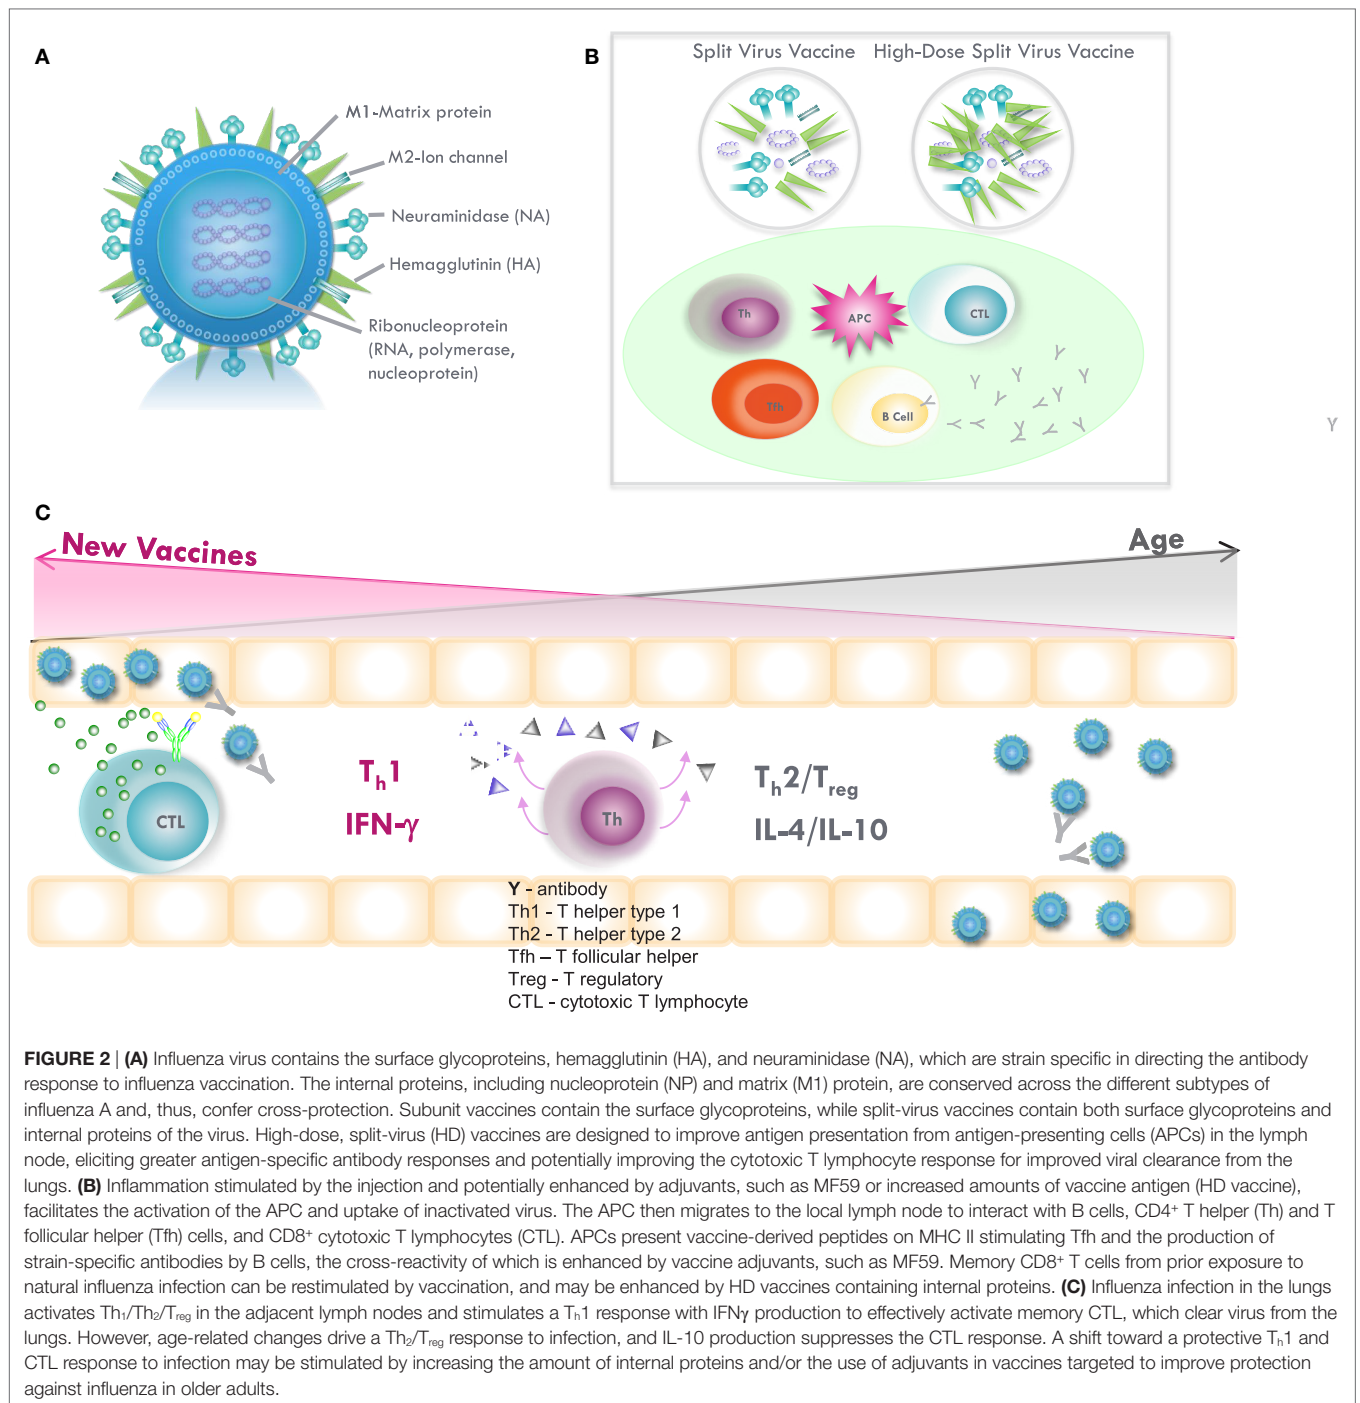 A
M1-Matrix protein
M2-Ion channel
Neuraminidase (NA)
Hemagglutinin (HA)
Ribonucleoprotein
(RNA, polymerase,
nucleoprotein)
B
Split Virus Vaccine
High-Dose Split Virus Vaccine
Th
APC
CTL
Tfh
B Cell
C
New Vaccines
Age
CTL
Th1
IFN-γ
Th
Th2/Treg
IL-4/IL-10
Y - antibody
Th1 - T helper type 1
Th2 - T helper type 2
Tfh – T follicular helper
Treg - T regulatory
CTL - cytotoxic T lymphocyte
FIGURE 2 | (A) Influenza virus contains the surface glycoproteins, hemagglutinin (HA), and neuraminidase (NA), which are strain specific in directing the antibody
response to influenza vaccination. The internal proteins, including nucleoprotein (NP) and matrix (M1) protein, are conserved across the different subtypes of
influenza A and, thus, confer cross-protection. Subunit vaccines contain the surface glycoproteins, while split-virus vaccines contain both surface glycoproteins and
internal proteins of the virus. High-dose, split-virus (HD) vaccines are designed to improve antigen presentation from antigen-presenting cells (APCs) in the lymph
node, eliciting greater antigen-specific antibody responses and potentially improving the cytotoxic T lymphocyte response for improved viral clearance from the
lungs. (B) Inflammation stimulated by the injection and potentially enhanced by adjuvants, such as MF59 or increased amounts of vaccine antigen (HD vaccine),
facilitates the activation of the APC and uptake of inactivated virus. The APC then migrates to the local lymph node to interact with B cells, CD4⁺ T helper (Th) and T
follicular helper (Tfh) cells, and CD8⁺ cytotoxic T lymphocytes (CTL). APCs present vaccine-derived peptides on MHC II stimulating Tfh and the production of
strain-specific antibodies by B cells, the cross-reactivity of which is enhanced by vaccine adjuvants, such as MF59. Memory CD8⁺ T cells from prior exposure to
natural influenza infection can be restimulated by vaccination, and may be enhanced by HD vaccines containing internal proteins. (C) Influenza infection in the lungs
activates Th₁/Th₂/Treg in the adjacent lymph nodes and stimulates a Th1 response with IFNγ production to effectively activate memory CTL, which clear virus from the
lungs. However, age-related changes drive a Th₂/Treg response to infection, and IL-10 production suppresses the CTL response. A shift toward a protective Th1 and
CTL response to infection may be stimulated by increasing the amount of internal proteins and/or the use of adjuvants in vaccines targeted to improve protection
against influenza in older adults.